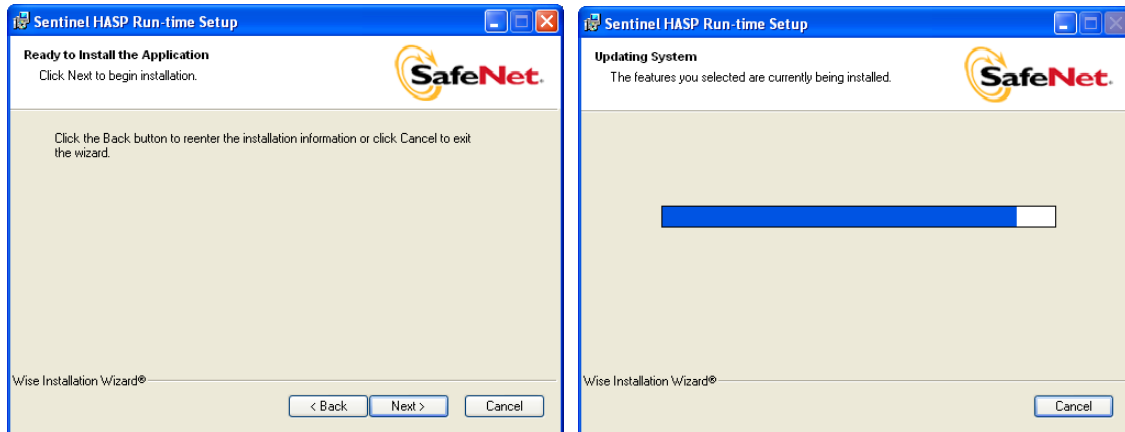 Sentinel HASP Run-time Setup
Ready to Install the Application
Click Next to begin installation.
SafeNet.
Click the Back button to reenter the installation information or click Cancel to exit
the wizard.
Wise Installation Wizard®
< Back
Next >
Cancel
Sentinel HASP Run-time Setup
Updating System
The features you selected are currently being installed.
SafeNet.
Wise Installation Wizard®
Cancel